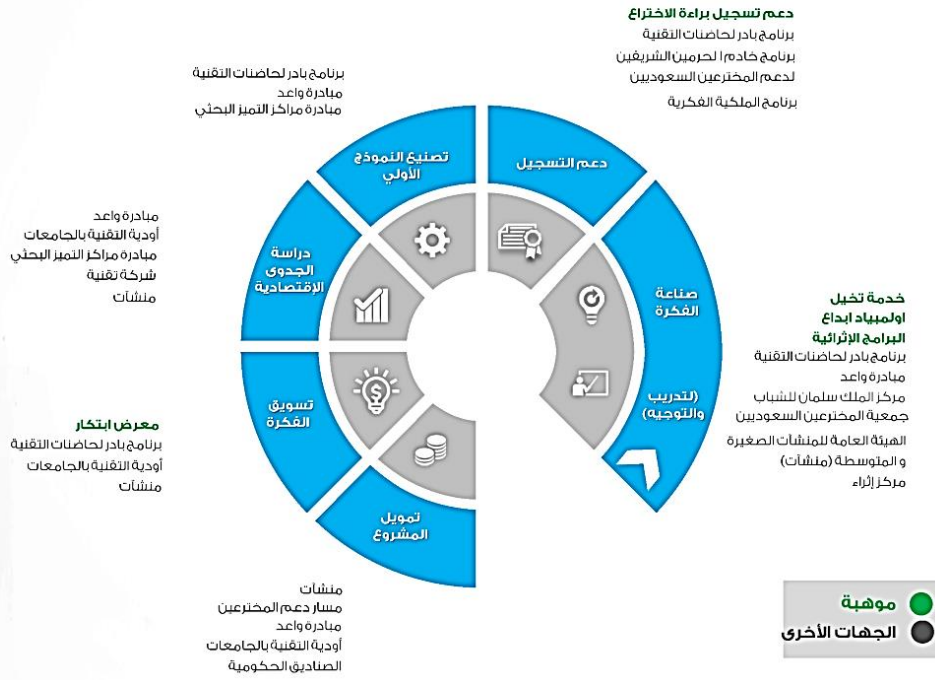 دعم تسجيل براءة الاختراع
برنامج بادر لحاضنات التقنية
برنامج خادم ا لحرمين الشريفين
لدعم المخترعين السعوديين
برنامج الملكية الفكرية
دعم التسجيل
صناعة
الفكرة
(لتدريب
والتوجيه)
خدمة تخيل
اولمبياد ابداع
البرامج الإثرائية
برنامج بادر لحاضنات التقنية
مبادرة واعد
مركز الملك سلمان للشباب
جمعية المخترعين السعوديين
الهيئة العامة للمنشآت الصغيرة
و المتوسطة (منشآت)
مركز إثراء
برنامج بادر لحاضنات التقنية
مبادرة واعد
مبادرة مراكز التميز البحثي
تصنيع النموذج
الأولي
مبادرة واعد
أودية التقنية بالجامعات
مبادرة مراكز التميز البحثي
شركة تقنية
منشآت
دراسة
الجدوى
الإقتصادية
معرض ابتكار
برنامج بادر لحاضنات التقنية
أودية التقنية بالجامعات
منشآت
تسويق
الفكرة
تمويل
المشروع
منشآت
مسار دعم المخترعين
مبادرة واعد
أودية التقنية بالجامعات
الصناديق الحكومية
موهبة
الجهات الأخرى